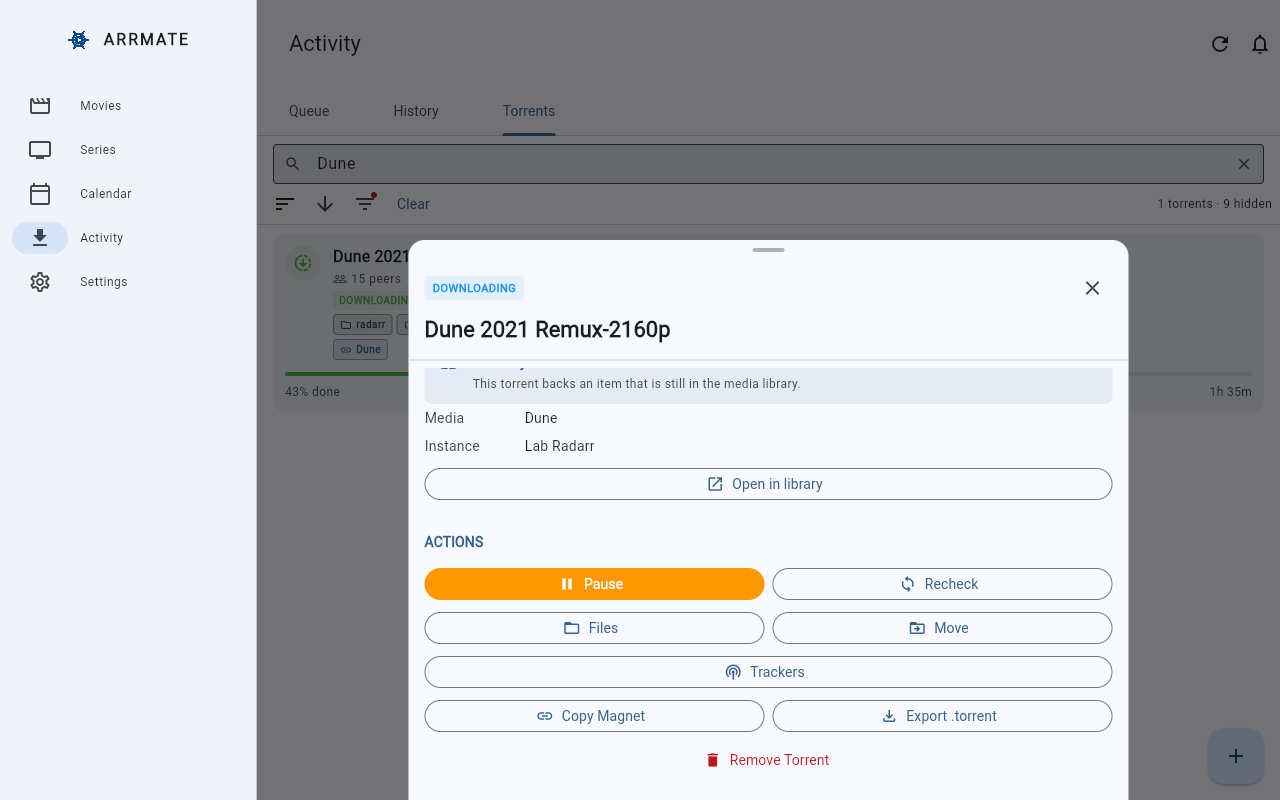 ARRMATE
Movies
Series
Calendar
Activity
Settings
Activity
Queue
History
Torrents
Dune
Clear
1 torrents · 9 hidden
Dune 2021
15 peers
radarr
Dune
43% done
1h 35m
DOWNLOADING
Dune 2021 Remux-2160p
This torrent backs an item that is still in the media library.
Media
Dune
Instance
Lab Radarr
Open in library
ACTIONS
Pause
Recheck
Files
Move
Trackers
Copy Magnet
Export .torrent
Remove Torrent